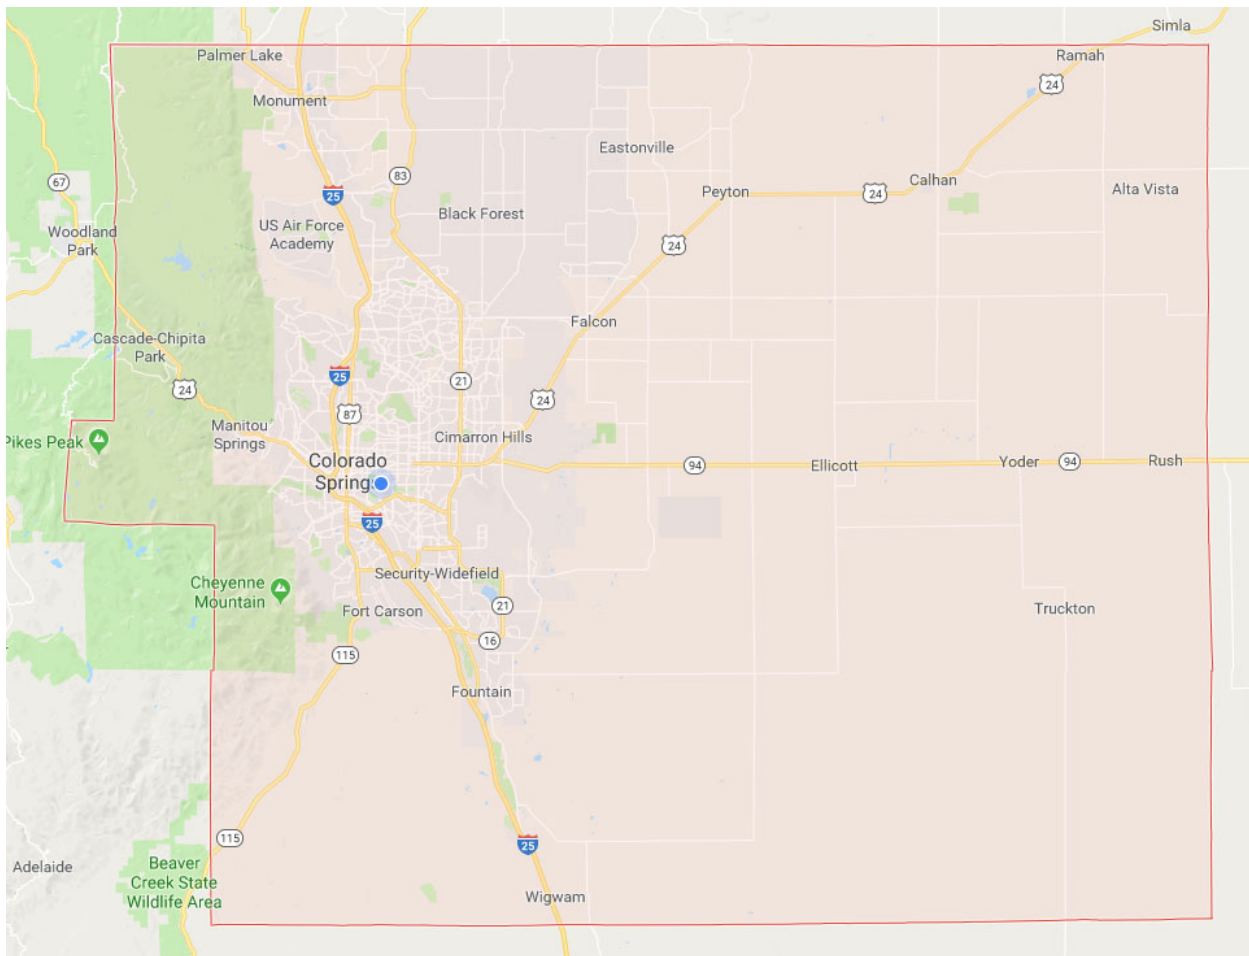 Simla
Palmer Lake
Ramah
24
Monument
Eastonville
83
67
25
Peyton
24
Calhan
Alta Vista
Black Forest
US Air Force
Academy
Woodland
Park
24
Falcon
Cascade-Chipita
Park
25
21
24
24
87
Manitou
Springs
Cimarron Hills
Pikes Peak
Colorado
Springs
94
Ellicott
Yoder
94
Rush
25
Security-Widefield
Cheyenne
Mountain
Fort Carson
21
Truckton
16
115
Fountain
115
25
Adelaide
Beaver
Creek State
Wildlife Area
Wigwam